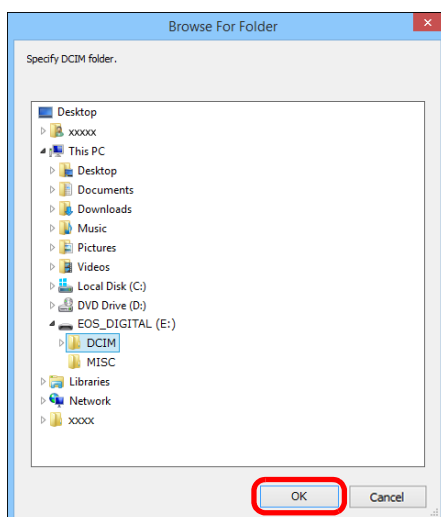 Browse For Folder
Specify DCIM folder.
Desktop
xxxxx
This PC
Desktop
Documents
Downloads
Music
Pictures
Videos
Local Disk (C:)
DVD Drive (D:)
EOS_DIGITAL (E:)
DCIM
MISC
Libraries
Network
xxxx
OK Cancel